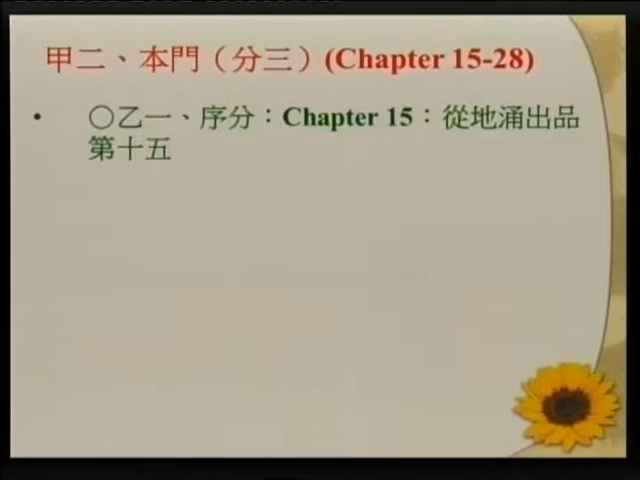 甲二、本門（分三）(Chapter 15-28)
• 〇乙一、序分：Chapter 15：從地涌出品
第十五